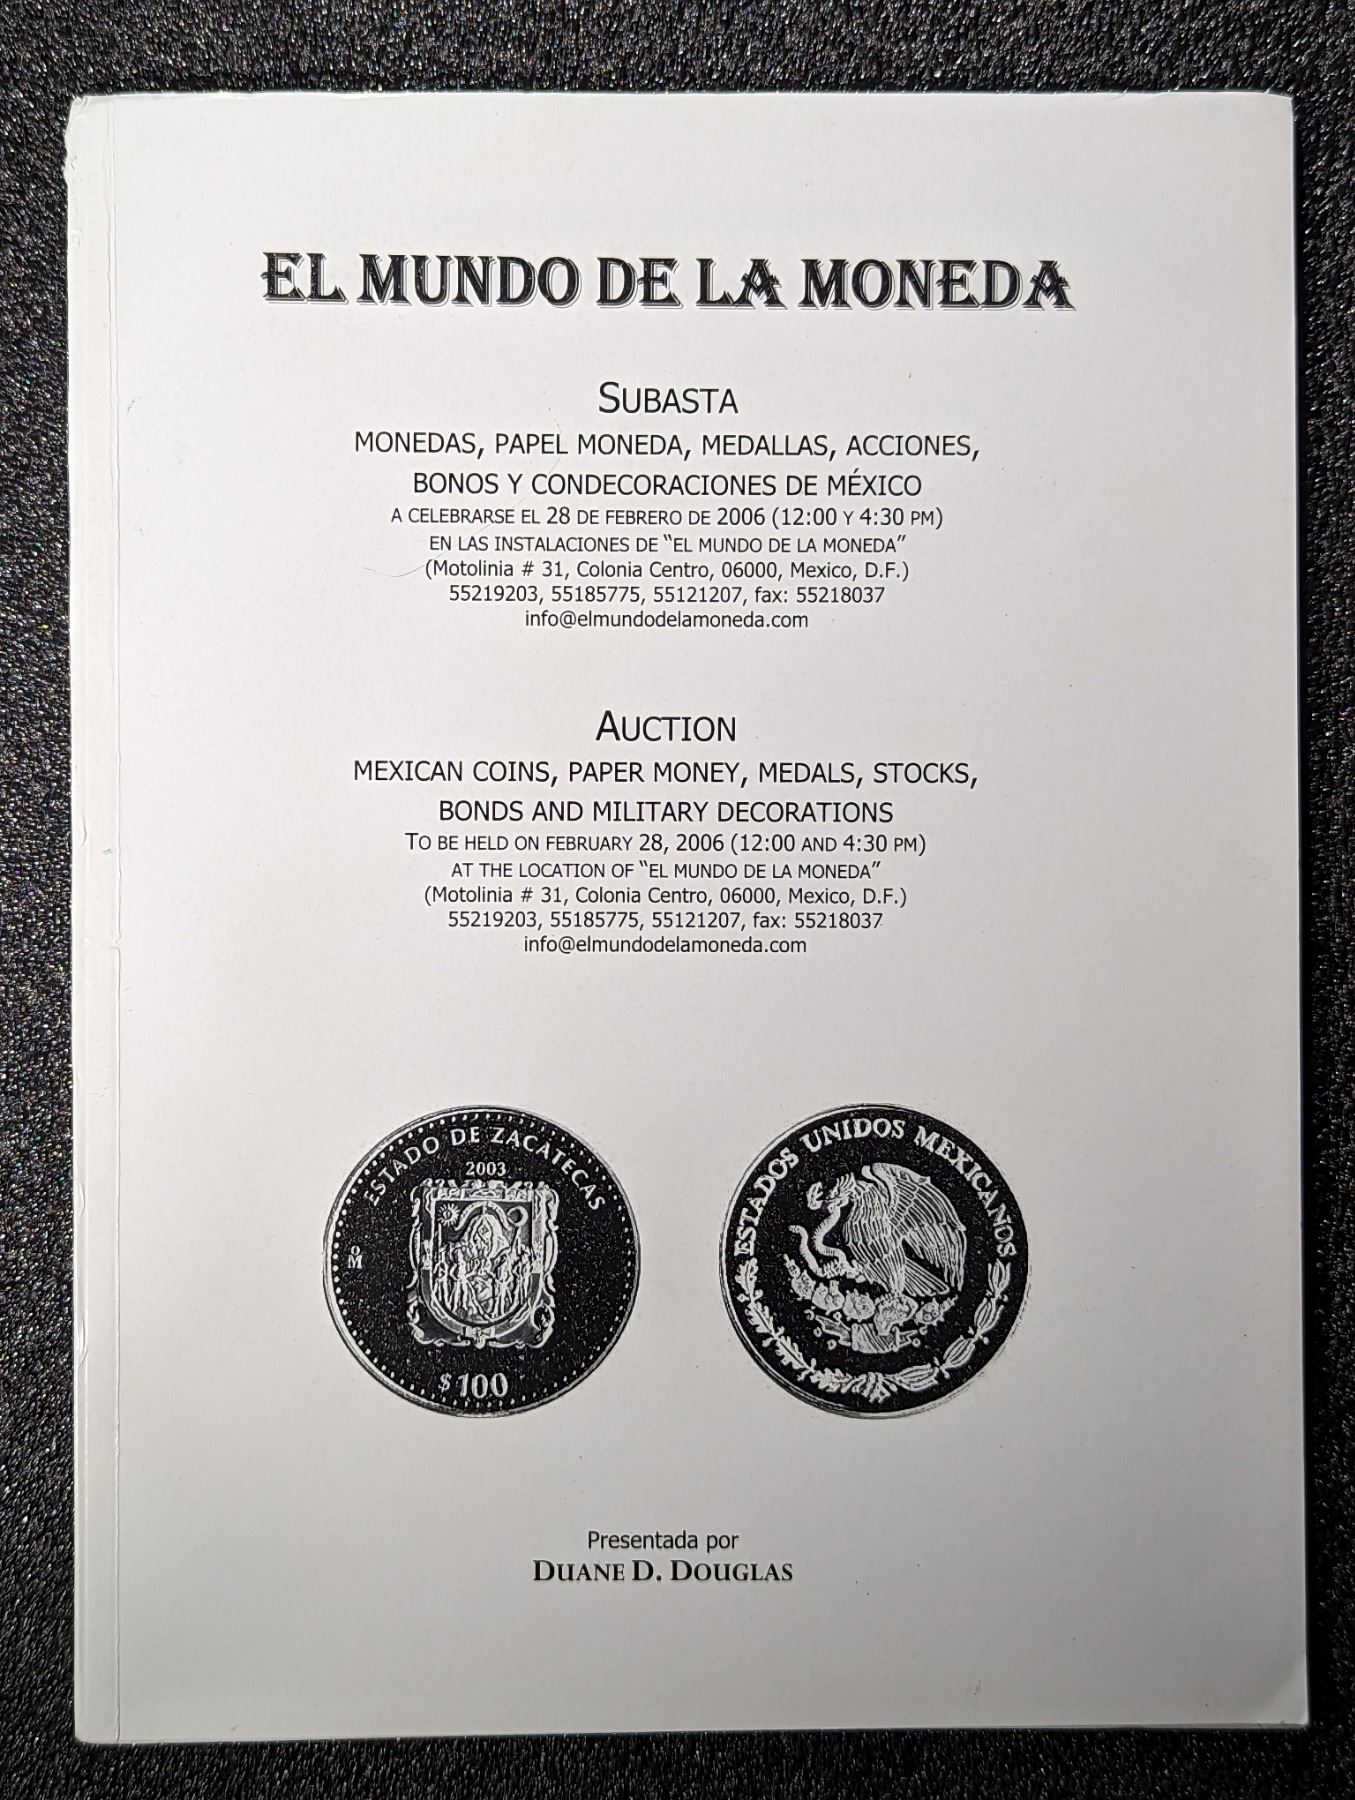 EL MUNDO DE LA MONEDA
SUBASTA
MONEDAS, PAPEL MONEDA, MEDALLAS, ACCIONES,
BONOS Y CONDECORACIONES DE MÉXICO
A CELEBRARSE EL 28 DE FEBRERO DE 2006 (12:00 Y 4:30 PM)
EN LAS INSTALACIONES DE "EL MUNDO DE LA MONEDA"
(Motolinia # 31, Colonia Centro, 06000, Mexico, D.F.)
55219203, 55185775, 55121207, fax: 55218037
info@elmundodelamoneda.com
AUCTION
MEXICAN COINS, PAPER MONEY, MEDALS, STOCKS,
BONDS AND MILITARY DECORATIONS
TO BE HELD ON FEBRUARY 28, 2006 (12:00 AND 4:30 PM)
AT THE LOCATION OF "EL MUNDO DE LA MONEDA"
(Motolinia # 31, Colonia Centro, 06000, Mexico, D.F.)
55219203, 55185775, 55121207, fax: 55218037
info@elmundodelamoneda.com
ESTADO DE ZACATECAS
2003
oM
$100
ESTADOS UNIDOS MEXICANOS
Presentada por
DUANE D. DOUGLAS